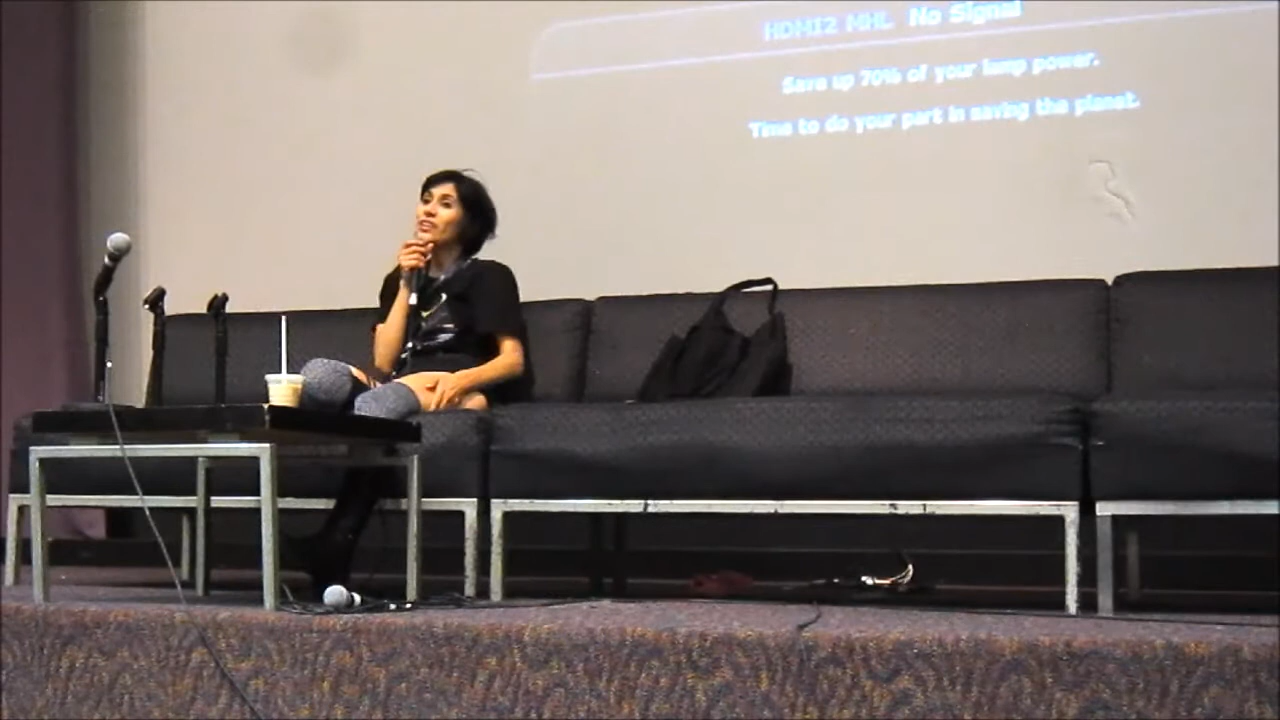 HDMI2 MHL No Signal
Save up 70% of your lamp power.
Time to do your part in saving the planet.